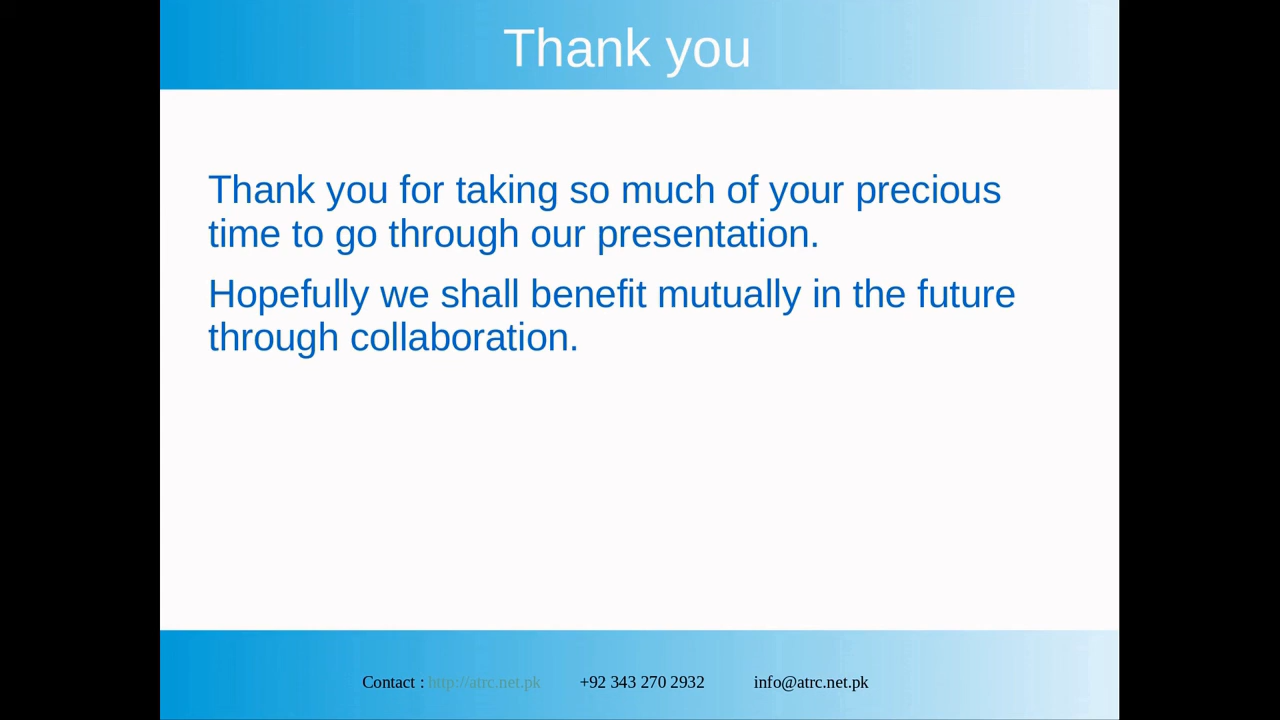 Thank you
Thank you for taking so much of your precious
time to go through our presentation.
Hopefully we shall benefit mutually in the future
through collaboration.
Contact : http://atrc.net.pk +92 343 270 2932 info@atrc.net.pk